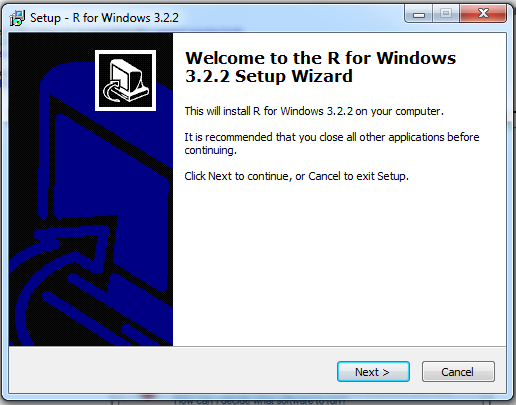 Setup - R for Windows 3.2.2
Welcome to the R for Windows
3.2.2 Setup Wizard
This will install R for Windows 3.2.2 on your computer.
It is recommended that you close all other applications before
continuing.
Click Next to continue, or Cancel to exit Setup.
Next >
Cancel